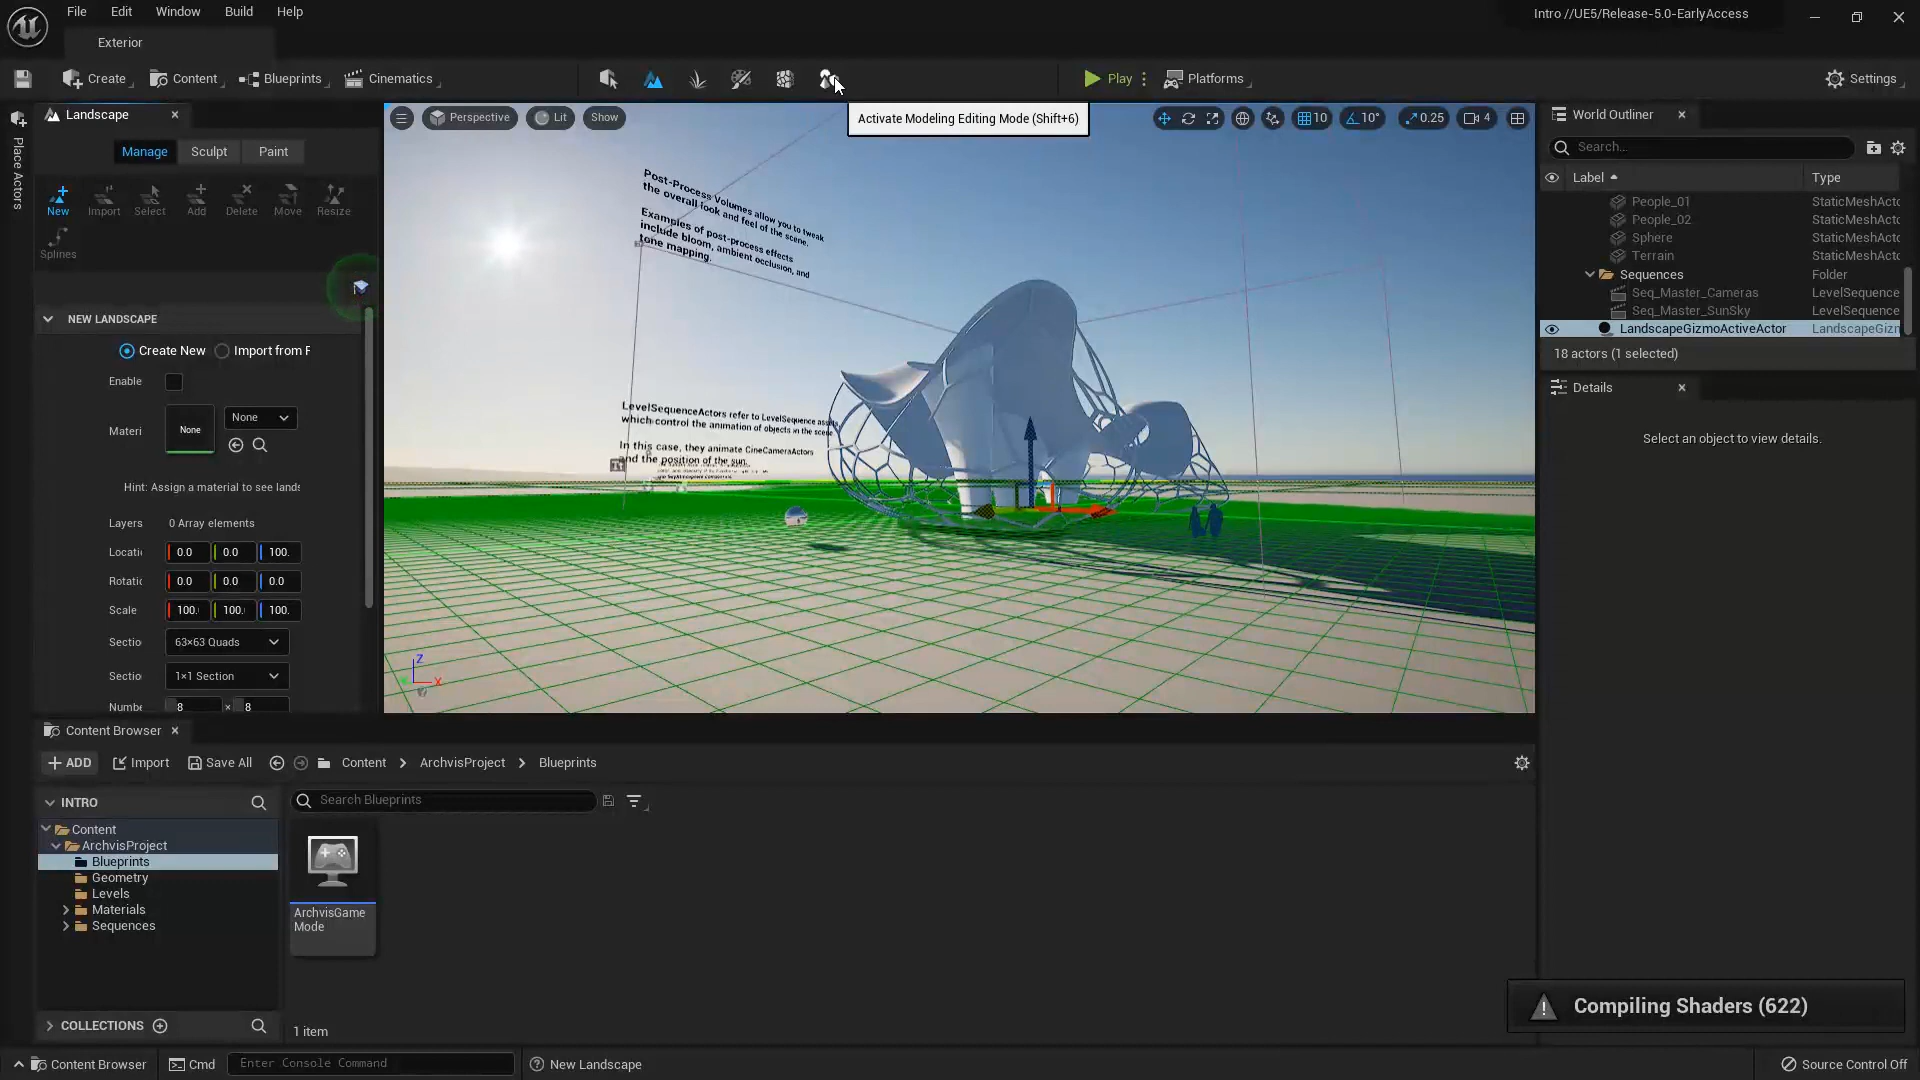 File Edit Window Build Help
Intro //UE5/Release-5.0-EarlyAccess
Exterior
Create Content Blueprints Cinematics
Play Platforms Settings
Activate Modeling Editing Mode (Shift+6)
Place Actors
Landscape
Manage Sculpt Paint
New Import Select Add Delete Move Resize
Splines
NEW LANDSCAPE
Create New Import from F
Enable
Materi
None
None
Hint: Assign a material to see lands
Layers 0 Array elements
Locati 0.0 0.0 100.
Rotatic 0.0 0.0 0.0
Scale 100. 100. 100.
Sectio 63×63 Quads
Sectio 1×1 Section
Numbe 8 × 8
Perspective Lit Show
10 10° 0.25 4
Post-Process Volumes allow you to tweak
the overall look and feel of the scene.
Examples of post-process effects
include bloom, ambient occlusion, and
tone mapping.
LevelSequenceActors refer to LevelSequence assets
which control the animation of objects in the scene
In this case, they animate CineCameraActors
and the position of the sun.
Z
X
World Outliner
Search...
Label Type
People_01 StaticMeshActo
People_02 StaticMeshActo
Sphere StaticMeshActo
Terrain StaticMeshActo
Sequences Folder
Seq_Master_Cameras LevelSequence
Seq_Master_SunSky LevelSequence
LandscapeGizmoActiveActor LandscapeGizn
18 actors (1 selected)
Details
Select an object to view details.
Content Browser
ADD Import Save All Content ArchvisProject Blueprints
INTRO
Search Blueprints
Content
ArchvisProject
Blueprints
Geometry
Levels
Materials
Sequences
ArchvisGame
Mode
COLLECTIONS
1 item
Compiling Shaders (622)
Content Browser Cmd Enter Console Command New Landscape Source Control Off